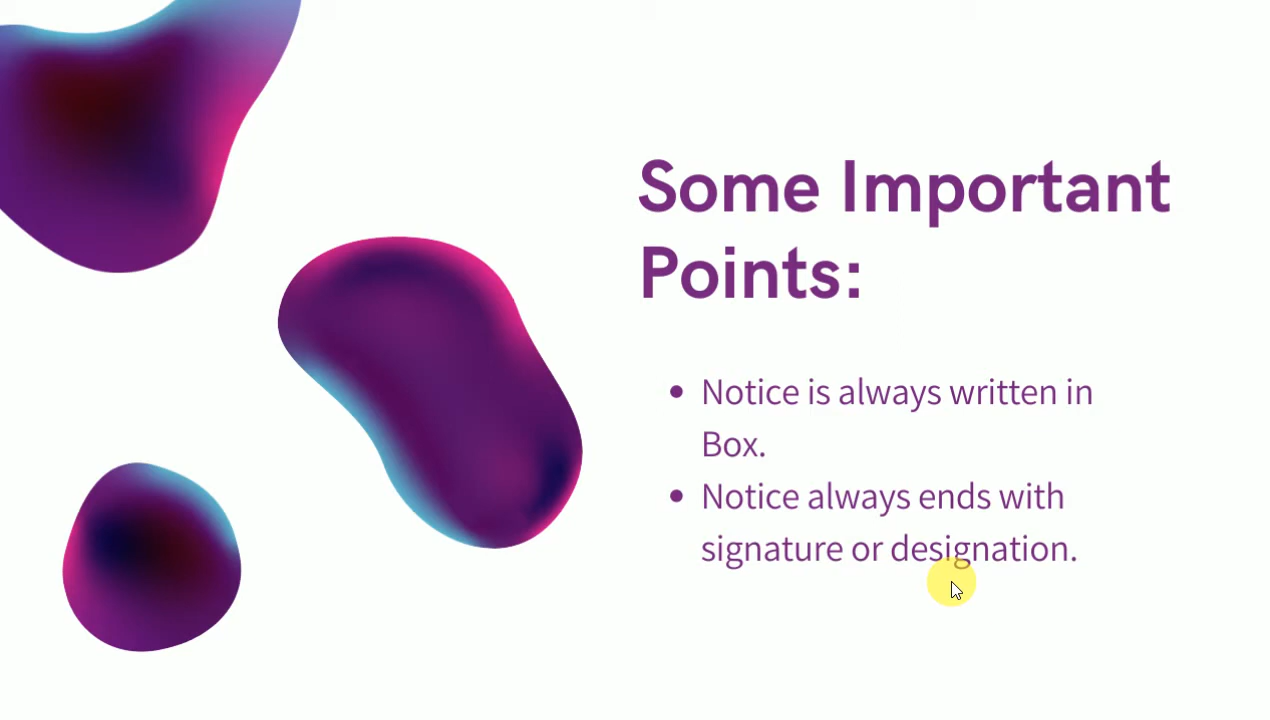 Some Important
Points:
• Notice is always written in
Box.
• Notice always ends with
signature or designation.